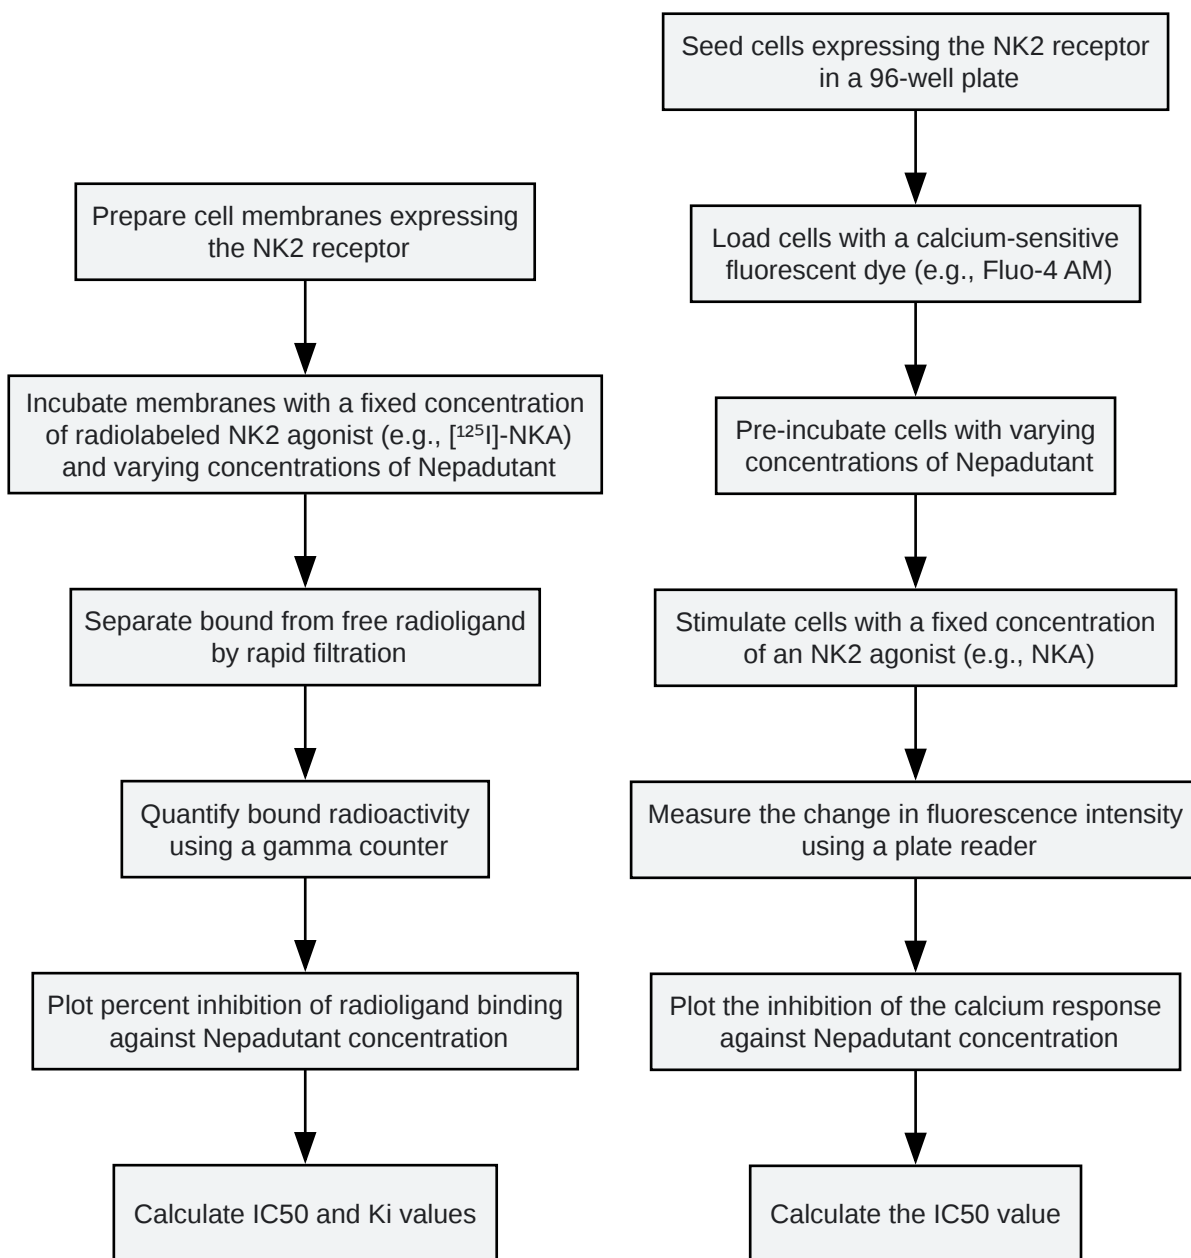 Prepare cell membranes expressing
the NK2 receptor
Incubate membranes with a fixed concentration
of radiolabeled NK2 agonist (e.g., [¹²⁵I]-NKA)
and varying concentrations of Nepadutant
Separate bound from free radioligand
by rapid filtration
Quantify bound radioactivity
using a gamma counter
Plot percent inhibition of radioligand binding
against Nepadutant concentration
Calculate IC50 and Ki values
Seed cells expressing the NK2 receptor
in a 96-well plate
Load cells with a calcium-sensitive
fluorescent dye (e.g., Fluo-4 AM)
Pre-incubate cells with varying
concentrations of Nepadutant
Stimulate cells with a fixed concentration
of an NK2 agonist (e.g., NKA)
Measure the change in fluorescence intensity
using a plate reader
Plot the inhibition of the calcium response
against Nepadutant concentration
Calculate the IC50 value